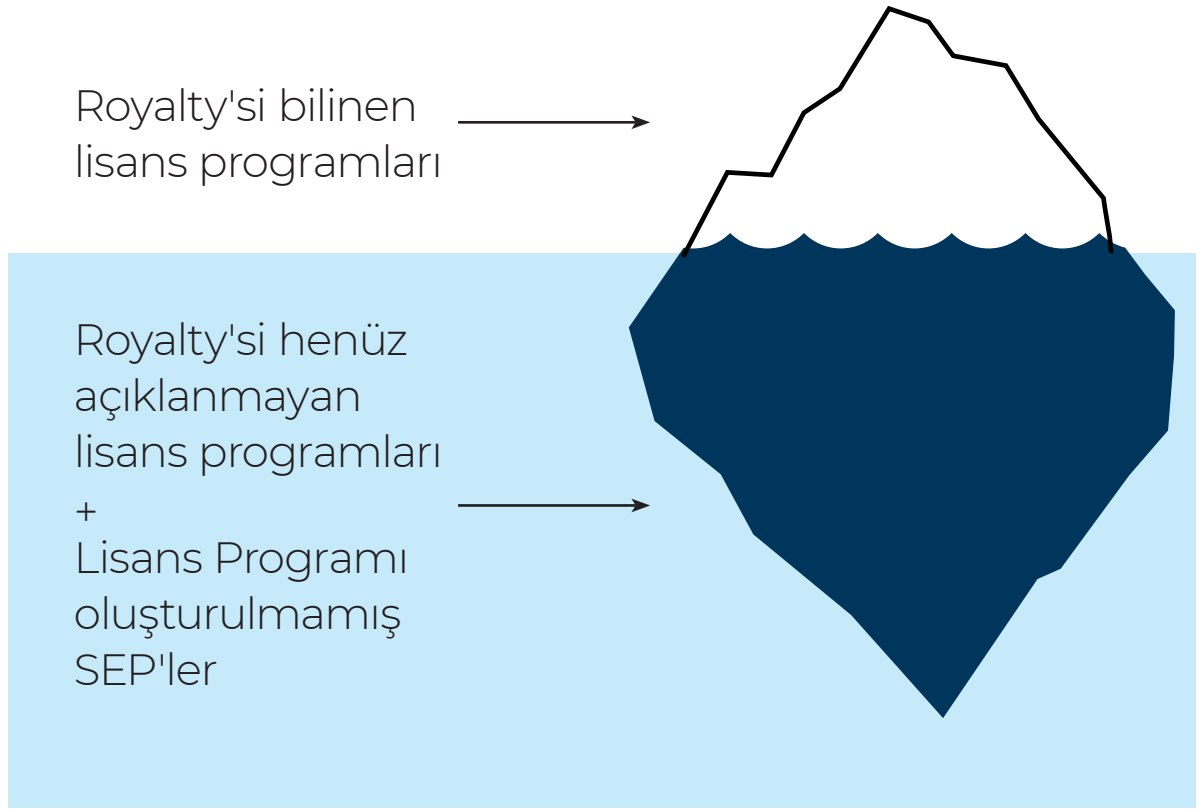 Royalty'si bilinen
lisans programları
Royalty'si henüz
açıklanmayan
lisans programları
+
Lisans Programı
oluşturulmamış
SEP'ler